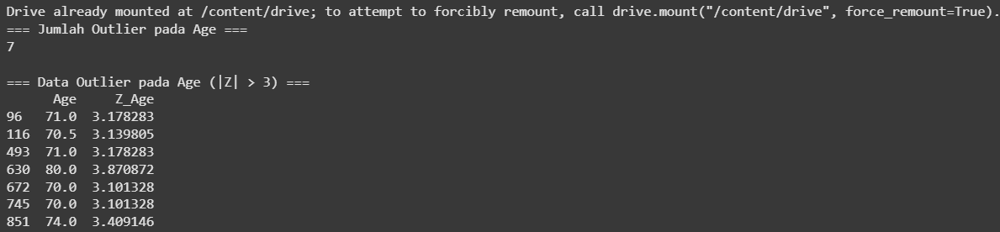 Drive already mounted at /content/drive; to attempt to forcibly remount, call drive.mount("/content/drive", force_remount=True).
=== Jumlah Outlier pada Age ===
7
=== Data Outlier pada Age (|Z| > 3) ===
Age Z_Age
96 71.0 3.178283
116 70.5 3.139805
493 71.0 3.178283
630 80.0 3.870872
672 70.0 3.101328
745 70.0 3.101328
851 74.0 3.409146